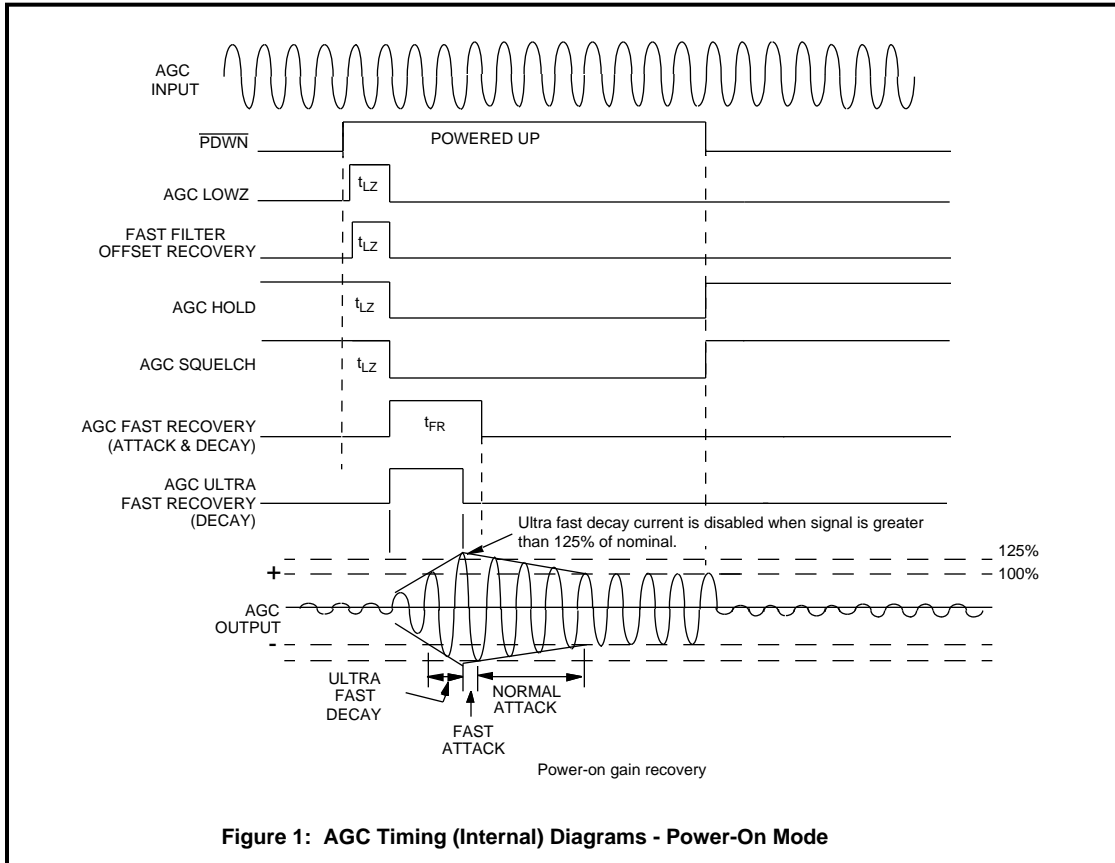 AGC
INPUT
PDWN
POWERED UP
AGC LOWZ
tLZ
FAST FILTER
OFFSET RECOVERY
tLZ
AGC HOLD
tLZ
AGC SQUELCH
tLZ
AGC FAST RECOVERY
(ATTACK & DECAY)
tFR
AGC ULTRA
FAST RECOVERY
(DECAY)
Ultra fast decay current is disabled when signal is greater
than 125% of nominal.
125%
+
100%
AGC
OUTPUT
-
ULTRA
FAST
DECAY
NORMAL
ATTACK
FAST
ATTACK
Power-on gain recovery
Figure 1: AGC Timing (Internal) Diagrams - Power-On Mode